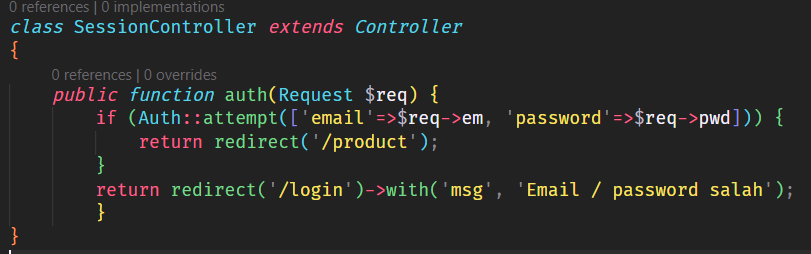 0 references | 0 implementations
class SessionController extends Controller
{
0 references | 0 overrides
public function auth(Request $req) {
if (Auth::attempt(['email'=>$req->em, 'password'=>$req->pwd])) {
return redirect('/product');
}
return redirect('/login')->with('msg', 'Email / password salah');
}
}